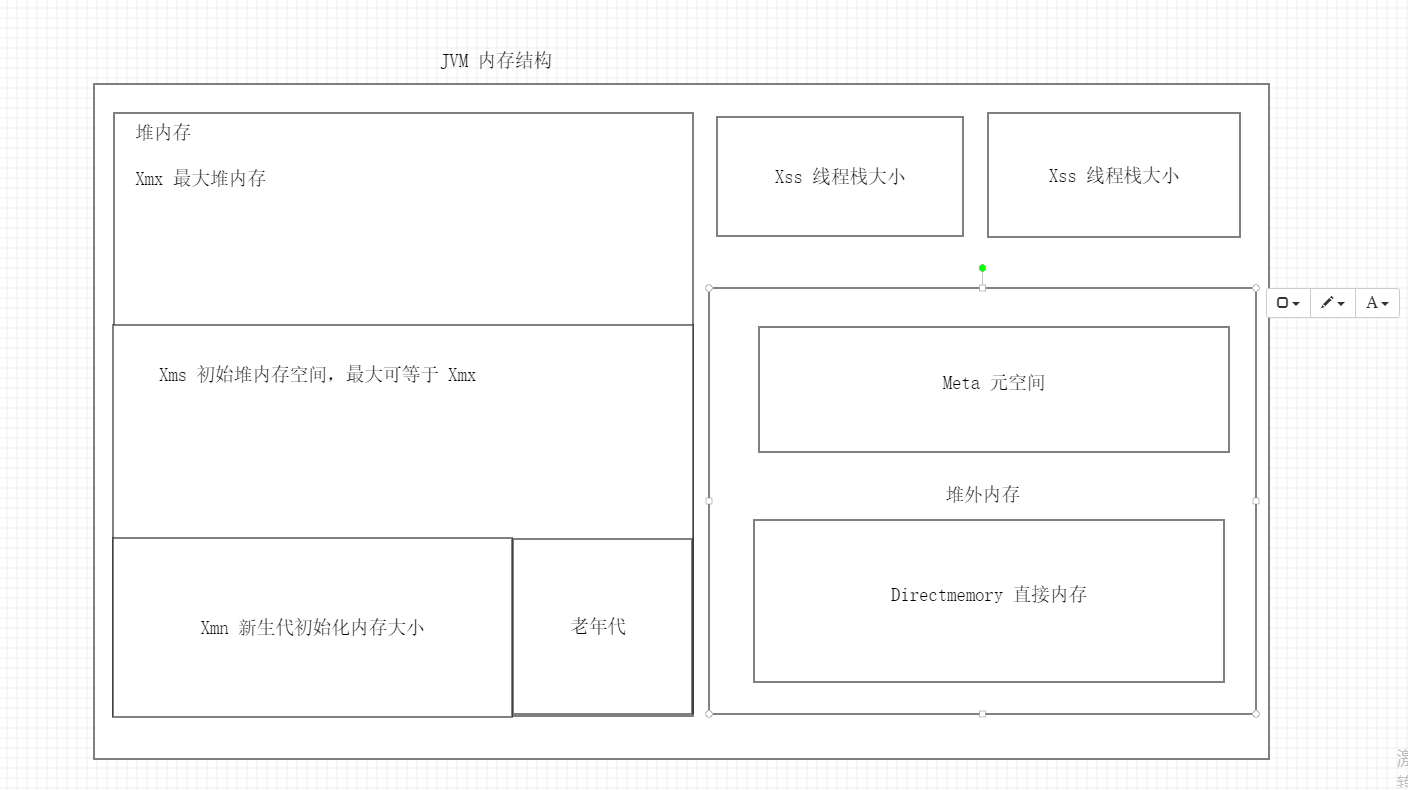 JVM 内存结构
堆内存
Xmx 最大堆内存
Xss 线程栈大小
Xss 线程栈大小
Xms 初始堆内存空间，最大可等于 Xmx
Meta 元空间
堆外内存
Directmemory 直接内存
Xmn 新生代初始化内存大小
老年代
A